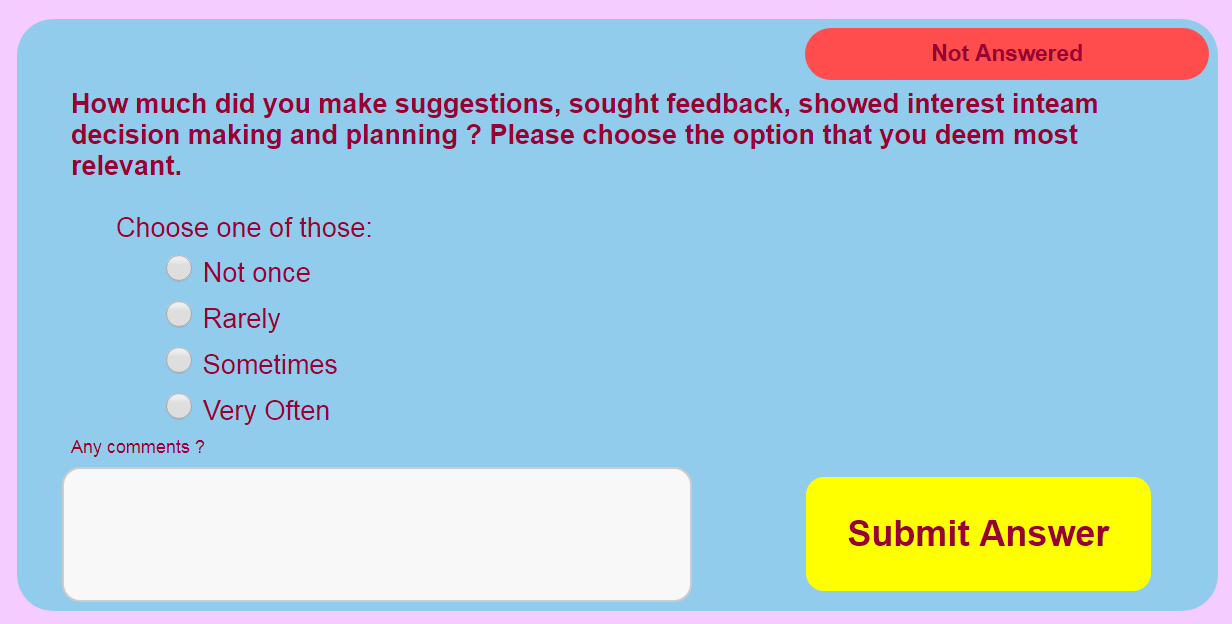 Not Answered
How much did you make suggestions, sought feedback, showed interest inteam
decision making and planning ? Please choose the option that you deem most
relevant.
Choose one of those:
Not once
Rarely
Sometimes
Very Often
Any comments ?
Submit Answer